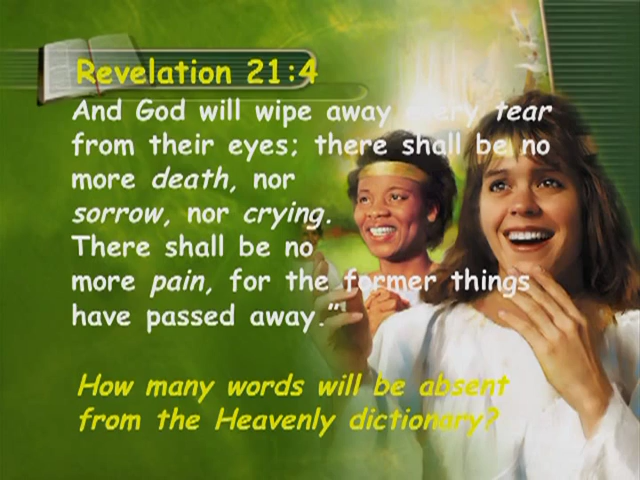 Revelation 21:4
And God will wipe away every tear
from their eyes; there shall be no
more death, nor
sorrow, nor crying.
There shall be no
more pain, for the former things
have passed away.”
How many words will be absent
from the Heavenly dictionary?